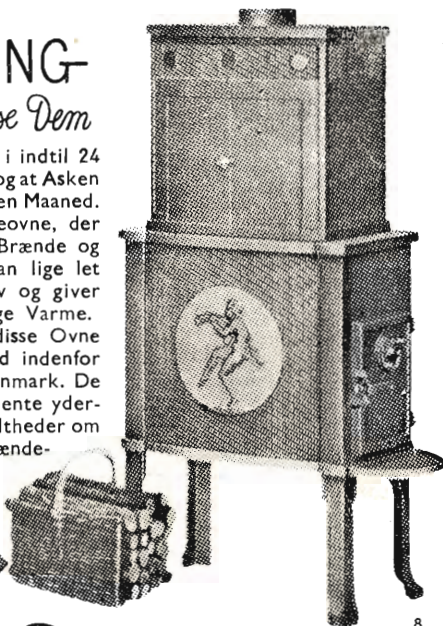 NG-
se Dem
i indtil 24
og at Asken
en Maaned.
eovne, der
Brænde og
an lige let
v og giver
ge Varme.
disse Ovne
d indenfor
nmark. De
ente yder-
ltheder om
ænde-
8